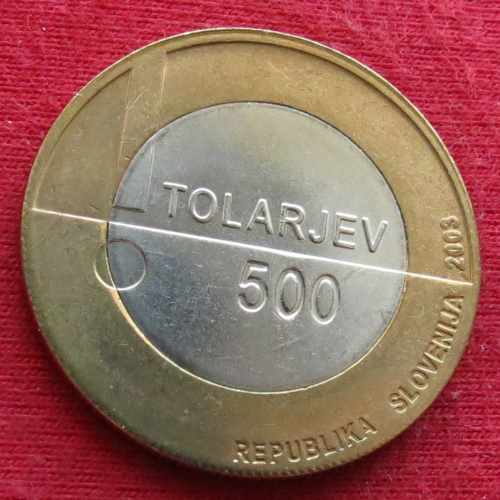 TOLARJEV
500
REPUBLIKA SLOVENIJA 2003